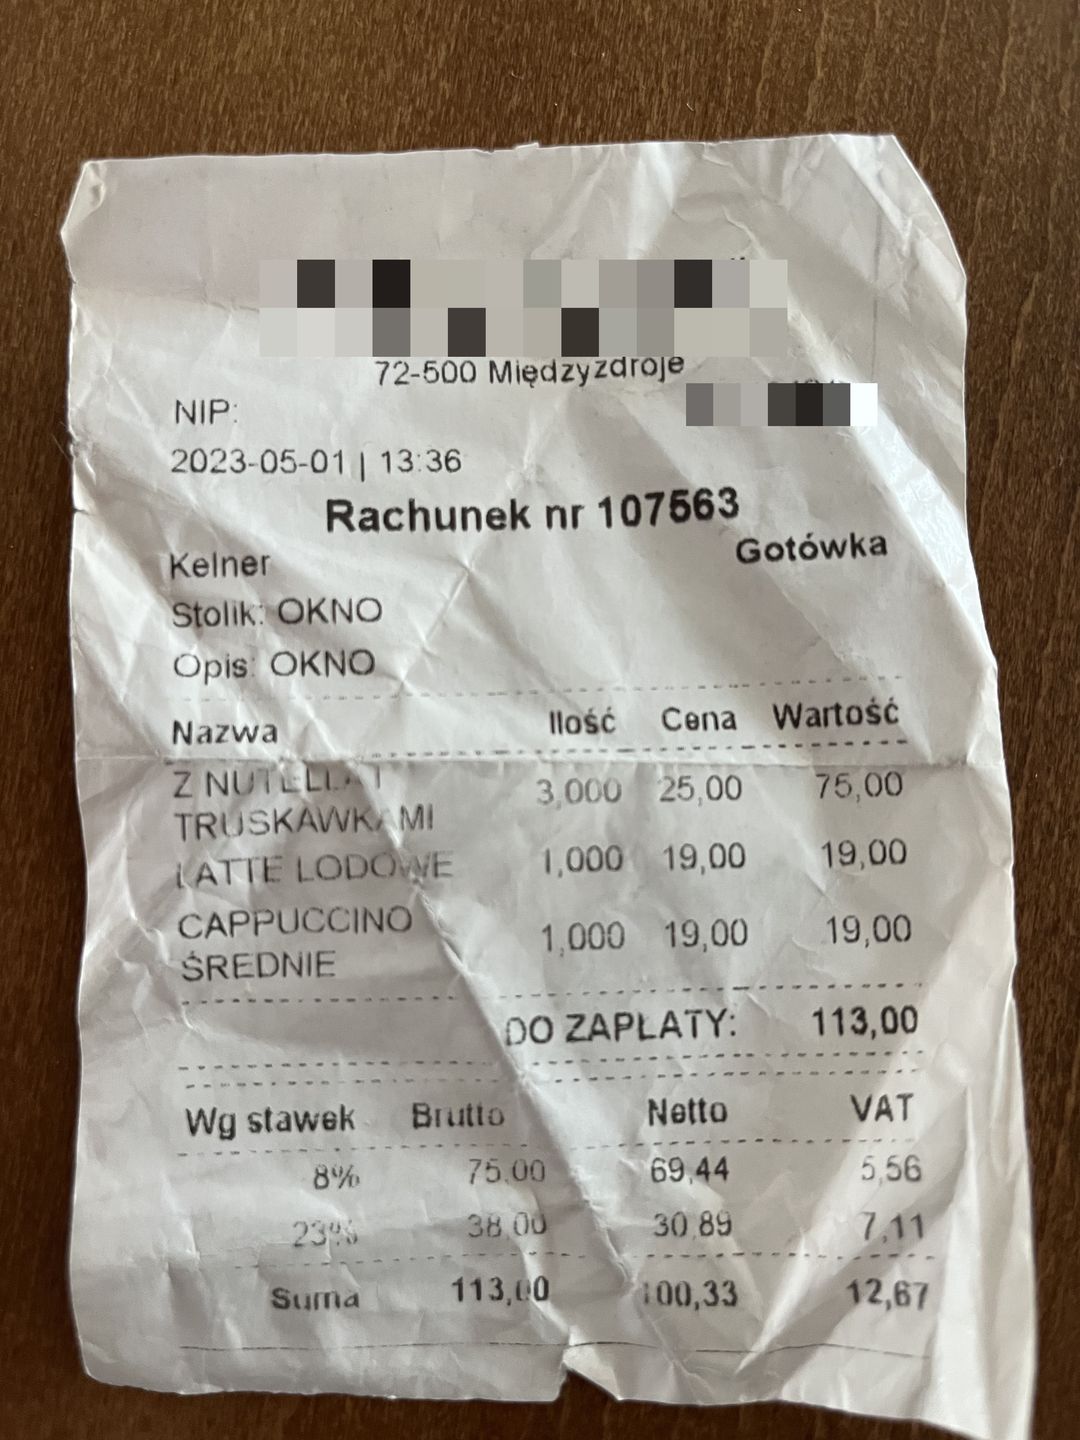 72-500 Międzyzdroje
NIP:
2023-05-01 | 13:36
Rachunek nr 107563
Gotówka
Kelner
Stolik: OKNO
Opis: OKNO
Nazwa Ilość Cena Wartość
Z 3,000 25,00 75,00
TRUSKAWKAMI
LATTE LODOWE 1,000 19,00 19,00
CAPPUCCINO 1,000 19,00 19,00
ŚREDNIE
DO ZAPŁATY: 113,00
Wg stawek Brutto Netto VAT
8% 75,00 69,44 5,56
23% 38,00 30,89 7,11
Suma 113,00 100,33 12,67